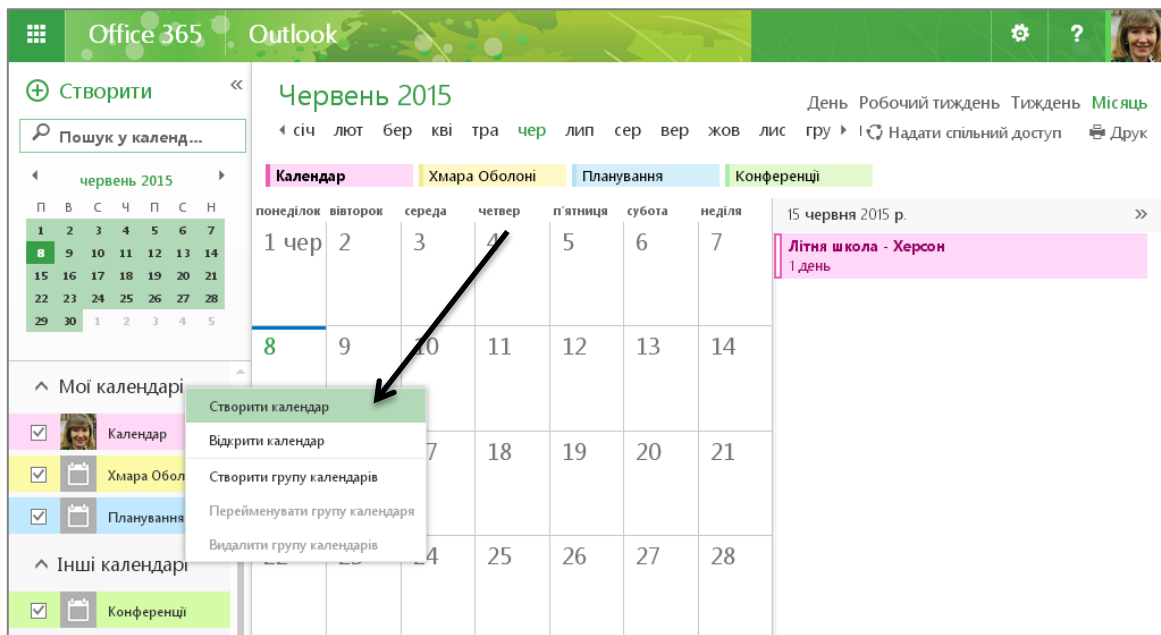 Office 365 Outlook ?
Створити «
Пошук у календ...
червень 2015
П В С Ч П С Н
1 2 3 4 5 6 7
8 9 10 11 12 13 14
15 16 17 18 19 20 21
22 23 24 25 26 27 28
29 30 1 2 3 4 5
Мої календарі
Календар
Хмара Обол
Планування
Інші календарі
Конференції
Червень 2015
День Робочий тиждень Тиждень Місяць
січ лют бер кві тра чер лип сер вер жов лис гру
Надати спільний доступ Друк
Календар Хмара Оболоні Планування Конференції
понеділок вівторок середа четвер п'ятниця субота неділя
1 чер 2 3 4 5 6 7
8 9 10 11 12 13 14
18 19 20 21
25 26 27 28
Створити календар
Відкрити календар
Створити групу календарів
Перейменувати групу календаря
Видалити групу календарів
15 червня 2015 р. »
Літня школа - Херсон
1 день